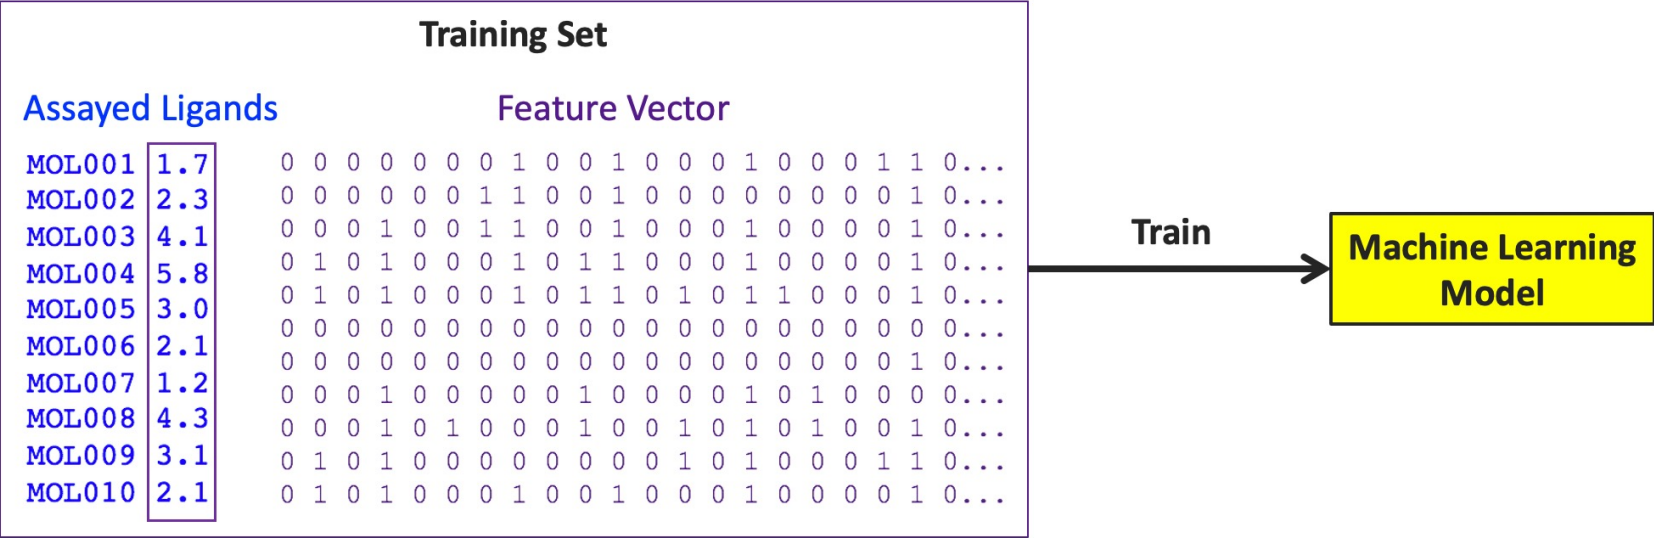 Training Set
Assayed Ligands
MOL001 1.7
MOL002 2.3
MOL003 4.1
MOL004 5.8
MOL005 3.0
MOL006 2.1
MOL007 1.2
MOL008 4.3
MOL009 3.1
MOL010 2.1
Feature Vector
0 0 0 0 0 0 0 1 0 0 1 0 0 0 1 0 0 0 1 1 0...
0 0 0 0 0 0 1 1 0 0 1 0 0 0 0 0 0 0 0 1 0...
0 0 0 1 0 0 1 1 0 0 1 0 0 0 1 0 0 0 0 1 0...
0 1 0 1 0 0 0 1 0 1 1 0 0 0 1 0 0 0 0 1 0...
0 1 0 1 0 0 0 1 0 1 1 0 1 0 1 1 0 0 0 1 0...
0 0 0 0 0 0 0 0 0 0 0 0 0 0 0 0 0 0 0 0 0...
0 0 0 0 0 0 0 0 0 0 0 0 0 0 0 0 0 0 0 1 0...
0 0 0 1 0 0 0 0 0 1 0 0 0 0 1 0 1 0 0 0 0...
0 0 0 1 0 1 0 0 0 1 0 0 1 0 1 0 1 0 0 1 0...
0 1 0 1 0 0 0 0 0 0 0 0 1 0 1 0 0 0 1 1 0...
0 1 0 1 0 0 0 1 0 0 1 0 0 0 1 0 0 0 0 1 0...
Train
Machine Learning
Model